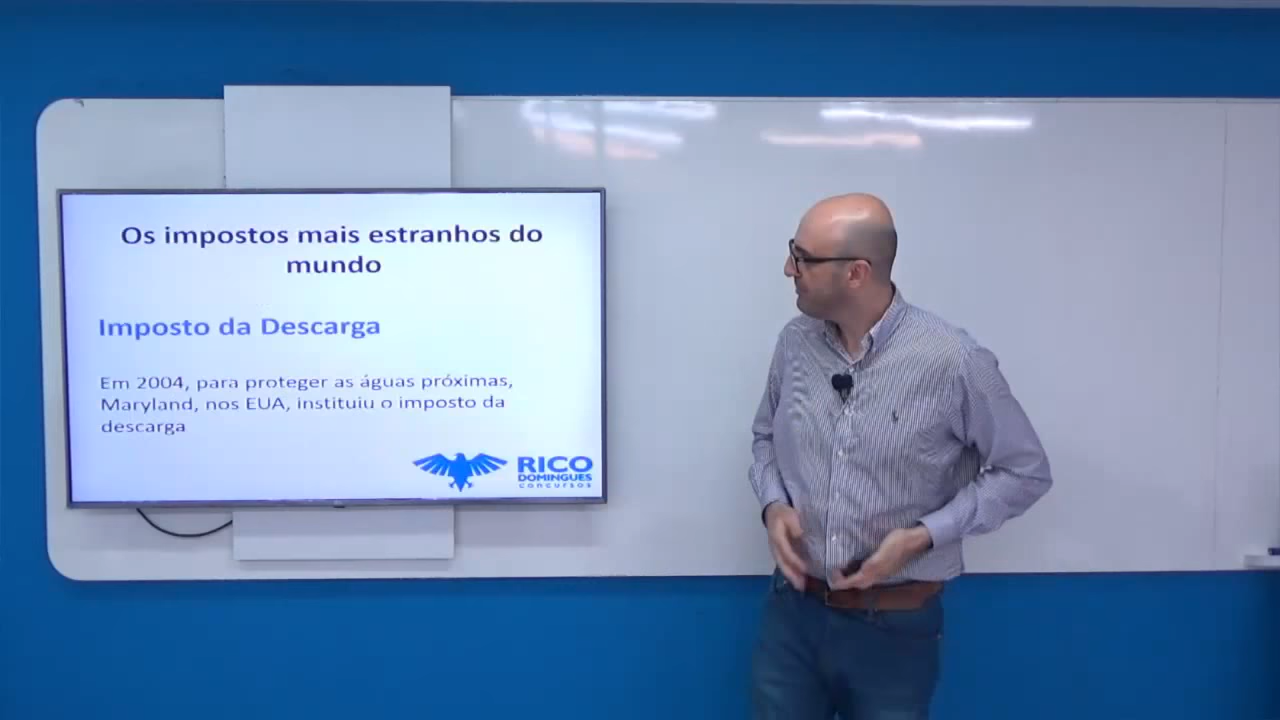 Os impostos mais estranhos do
mundo
Imposto da Descarga
Em 2004, para proteger as águas próximas,
Maryland, nos EUA, instituiu o imposto da
descarga
RICO
DOMINGUES
concursos